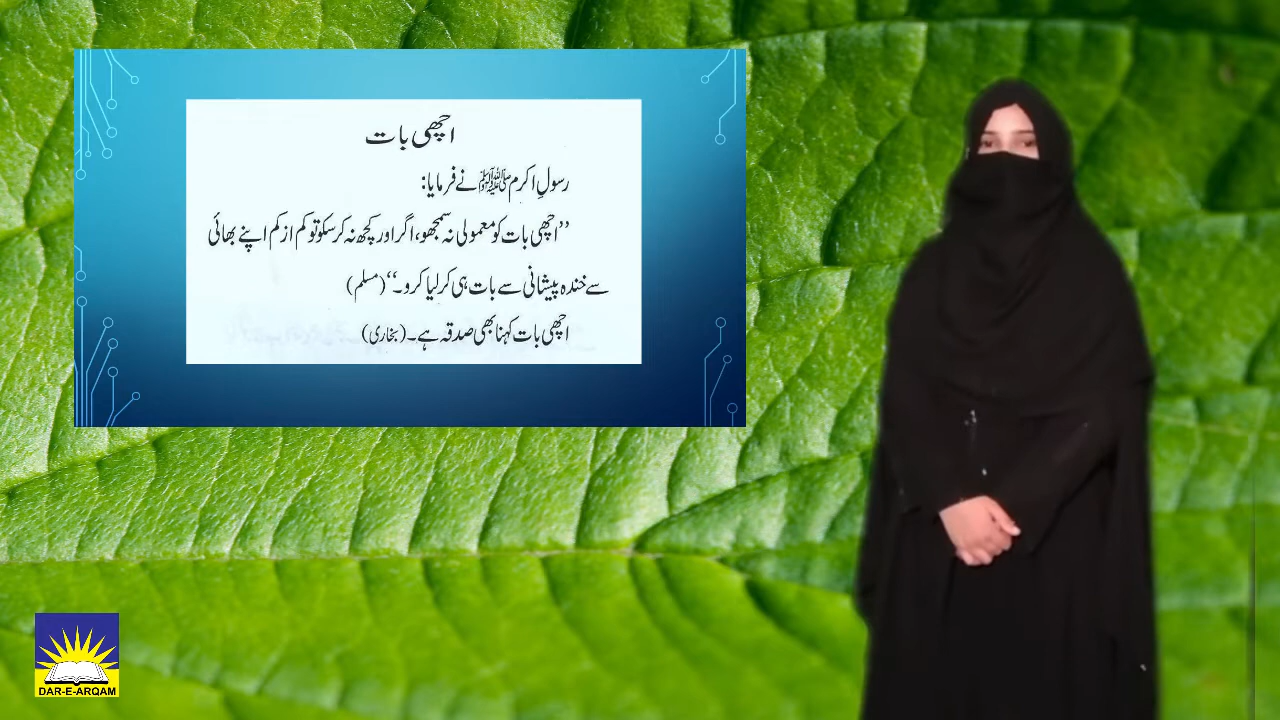 اچھی بات
رسولِ اکرم ﷺ نے فرمایا:
’’اچھی بات کو معمولی نہ سمجھو، اگر اور کچھ نہ کر سکو تو کم از کم اپنے بھائی
سے خندہ پیشانی سے بات ہی کر لیا کرو۔‘‘ (مسلم)
اچھی بات کہنا بھی صدقہ ہے۔ (بخاری)
DAR-E-ARQAM